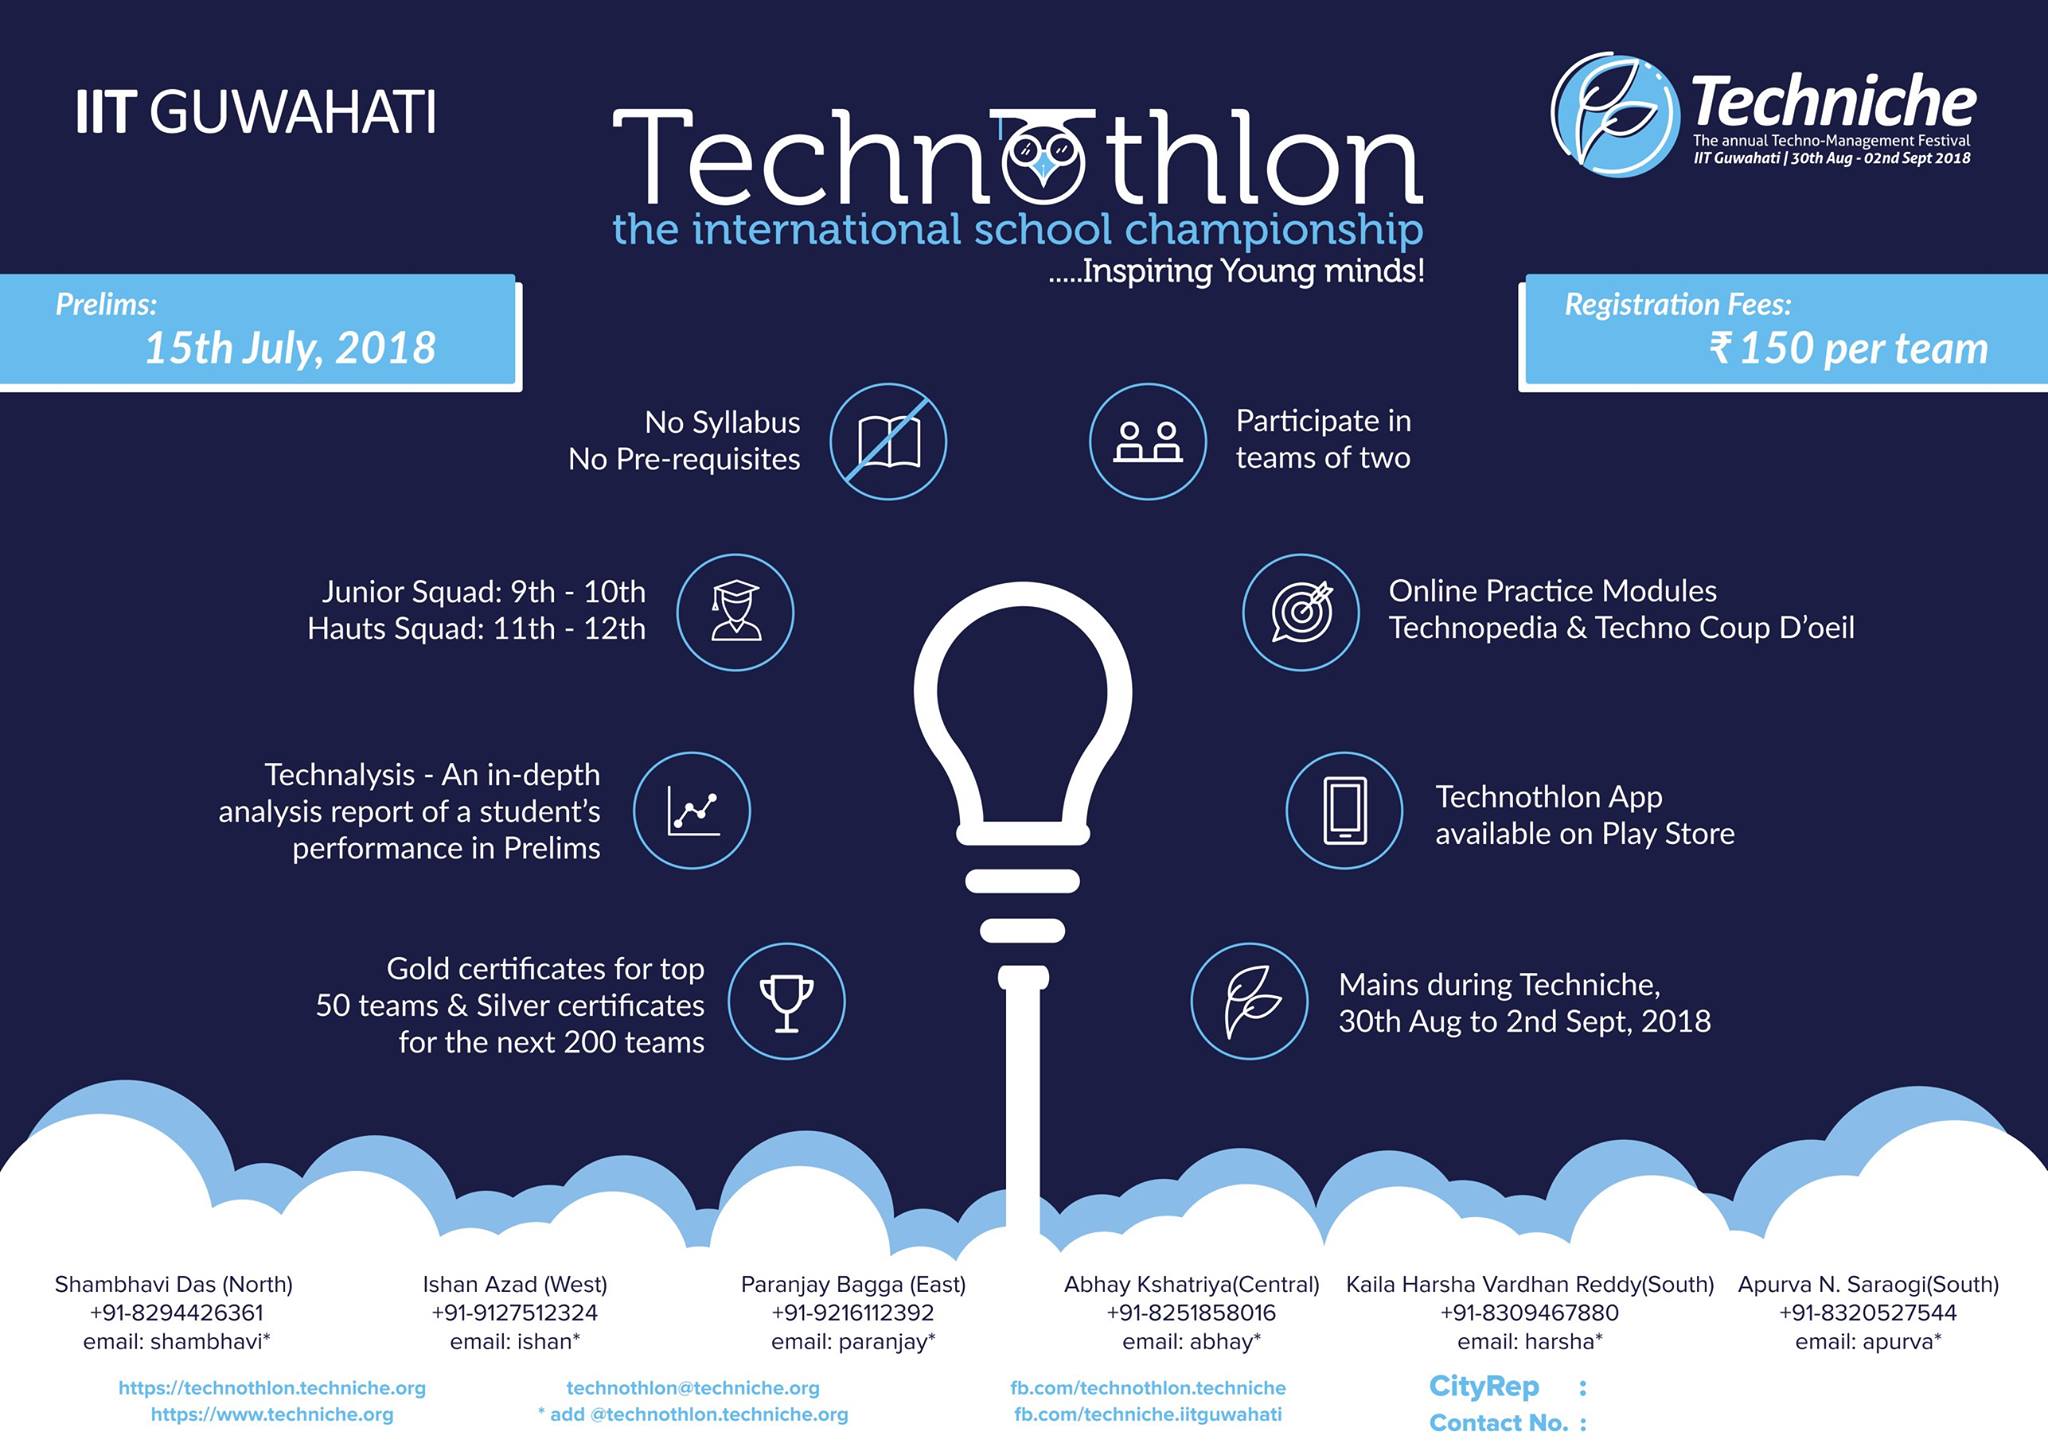 IIT GUWAHATI
Technothlon
the international school championship
.....Inspiring Young minds!
Techniche
The annual Techno-Management Festival
IIT Guwahati | 30th Aug - 02nd Sept 2018
Prelims:
15th July, 2018
Registration Fees:
₹ 150 per team
No Syllabus
No Pre-requisites
Participate in
teams of two
Junior Squad: 9th - 10th
Hauts Squad: 11th - 12th
Online Practice Modules
Technopedia & Techno Coup D'oeil
Technalysis - An in-depth
analysis report of a student's
performance in Prelims
Technothlon App
available on Play Store
Gold certificates for top
50 teams & Silver certificates
for the next 200 teams
Mains during Techniche,
30th Aug to 2nd Sept, 2018
Shambhavi Das (North)
+91-8294426361
email: shambhavi*
Ishan Azad (West)
+91-9127512324
email: ishan*
Paranjay Bagga (East)
+91-9216112392
email: paranjay*
Abhay Kshatriya(Central)
+91-8251858016
email: abhay*
Kaila Harsha Vardhan Reddy(South)
+91-8309467880
email: harsha*
Apurva N. Saraogi(South)
+91-8320527544
email: apurva*
https://technothlon.techniche.org
https://www.techniche.org
technothlon@techniche.org
* add @technothlon.techniche.org
fb.com/technothlon.techniche
fb.com/techniche.iitguwahati
CityRep :
Contact No. :